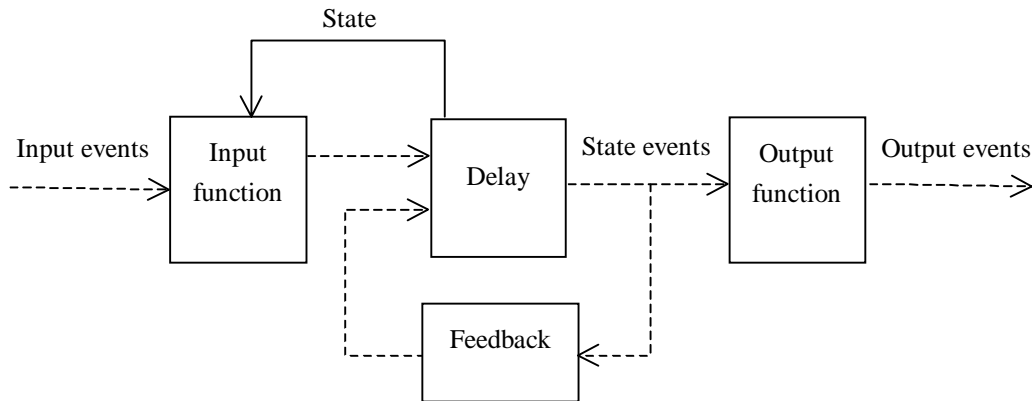 State
Input events
Input
function
Delay
State events
Output
function
Output events
Feedback